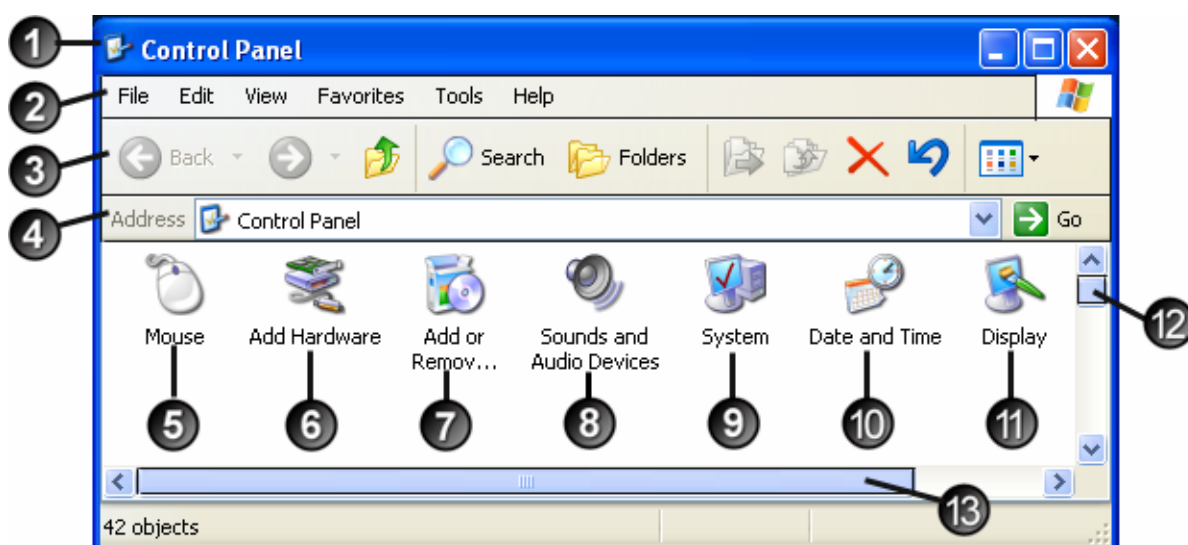 1 Control Panel
2 File Edit View Favorites Tools Help
3 Back Search Folders
4 Address Control Panel Go
Mouse Add Hardware Add or Remov... Sounds and Audio Devices System Date and Time Display
12
5 6 7 8 9 10 11
13
42 objects